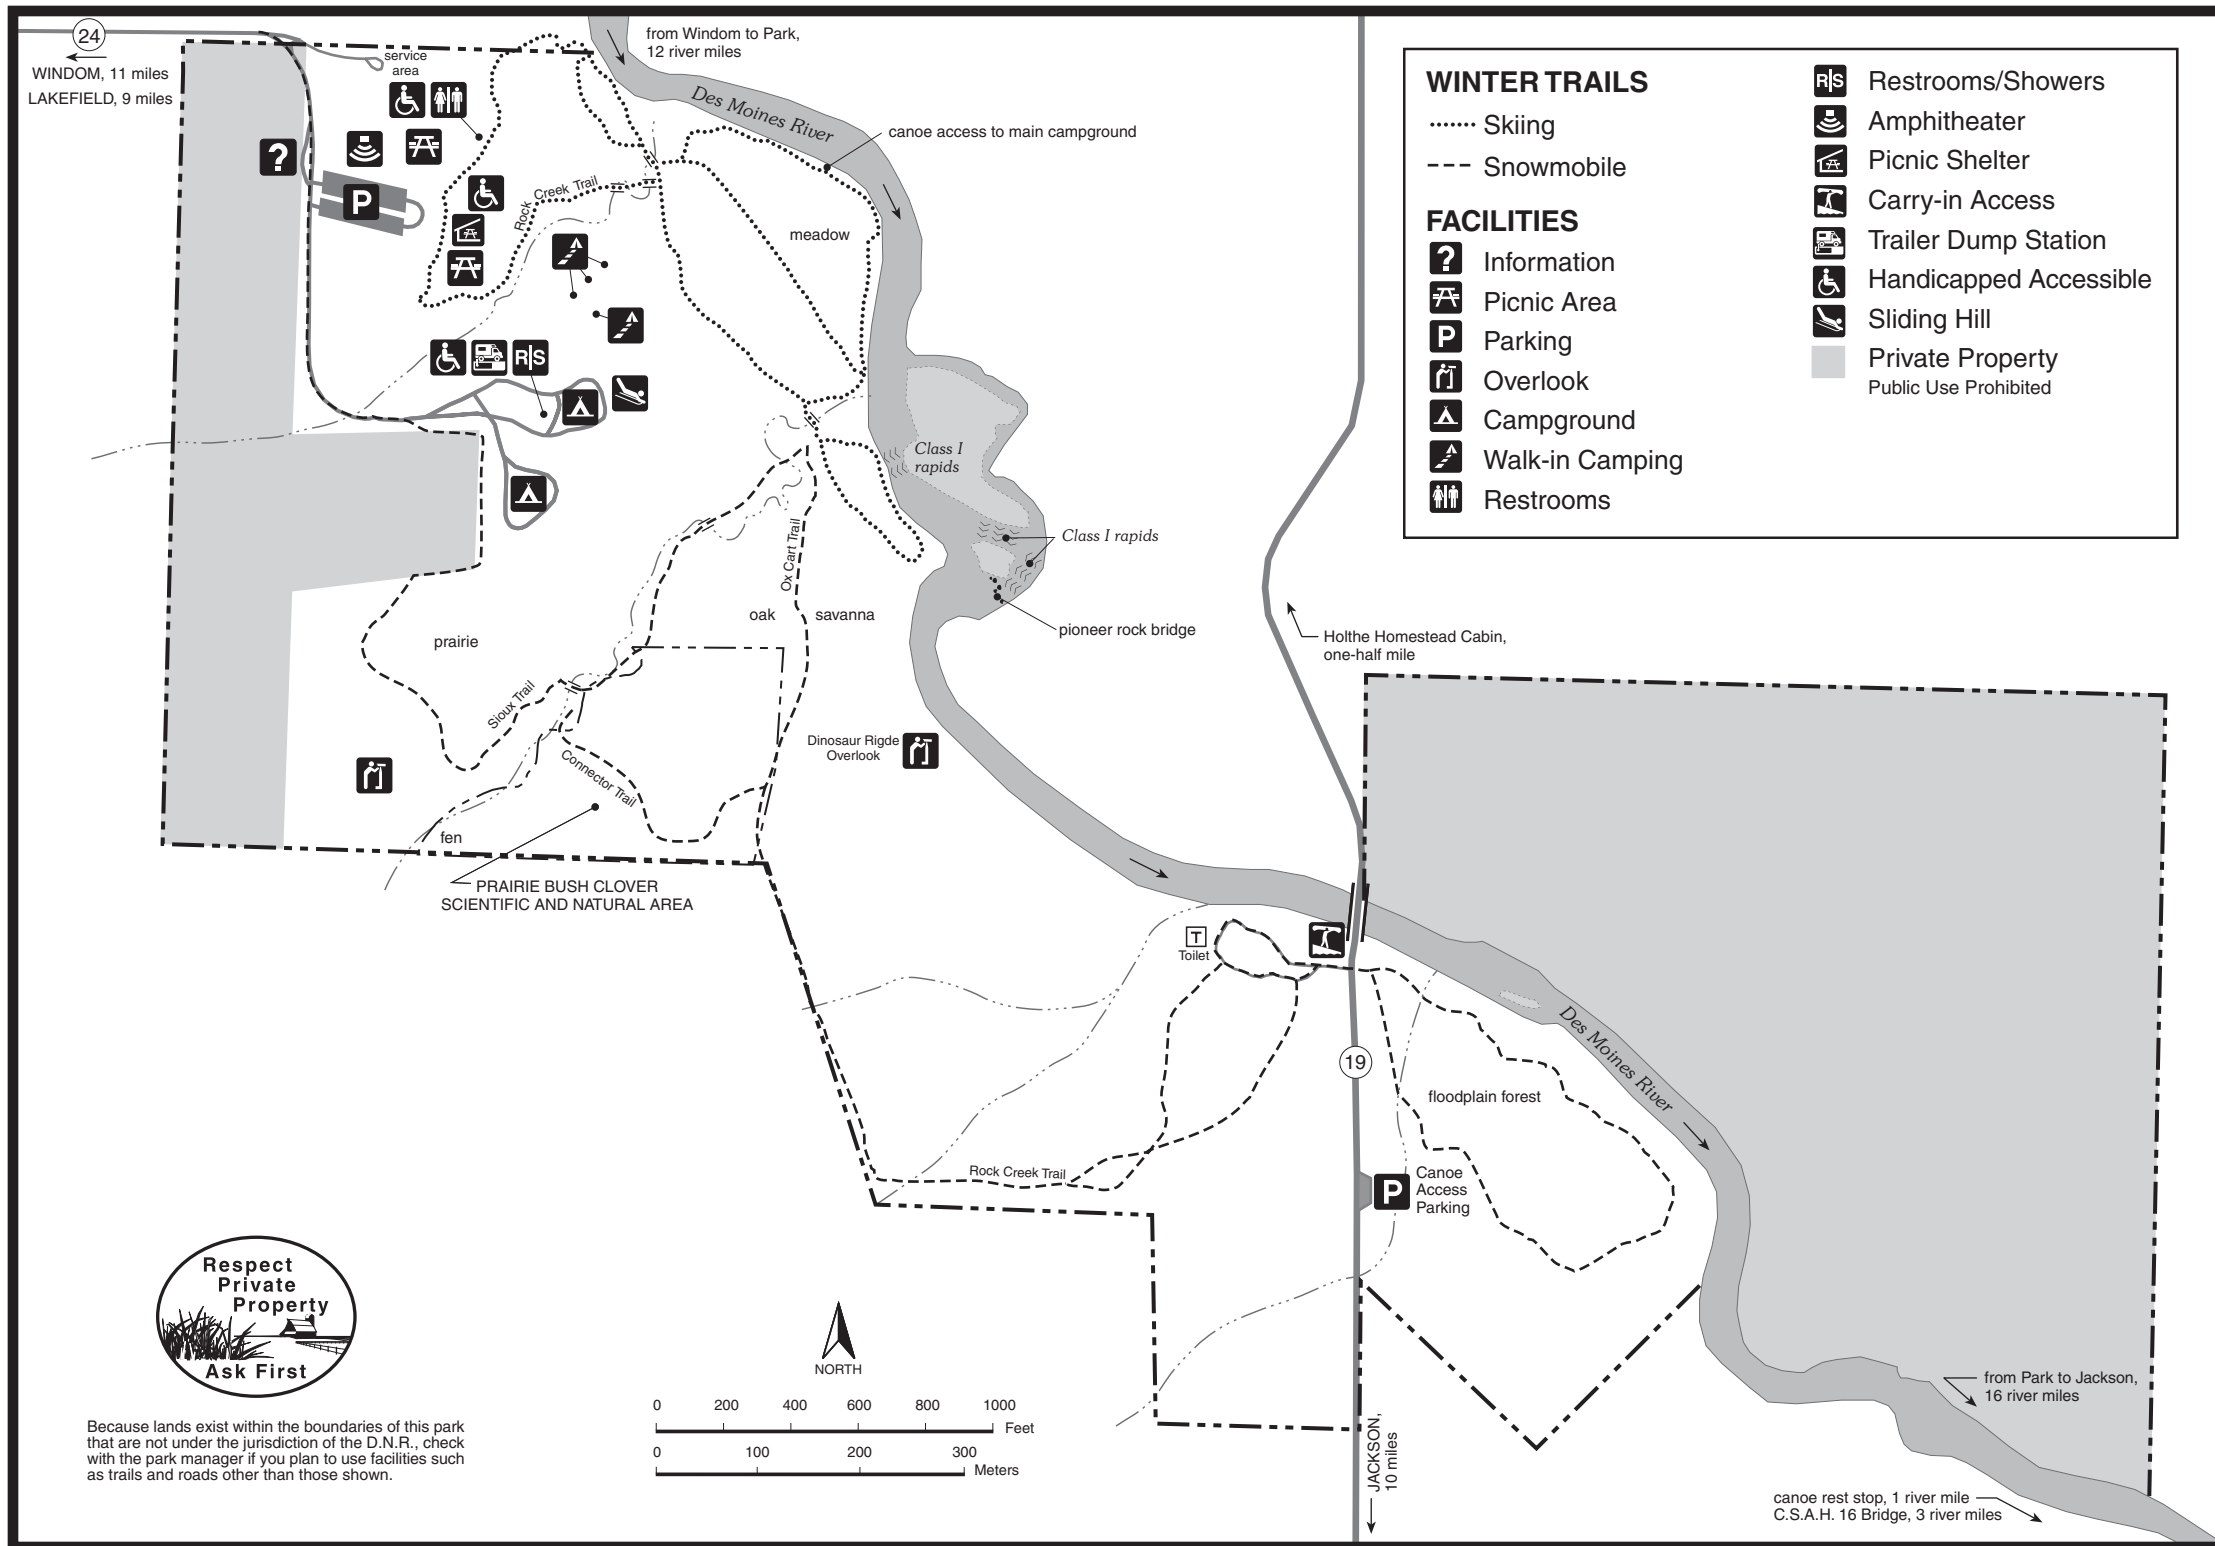 24
WINDOM, 11 miles
LAKEFIELD, 9 miles
service
area
from Windom to Park,
12 river miles
Des Moines River
canoe access to main campground
?
P
Rock Creek Trail
meadow
R|S
Class I
rapids
Class I rapids
pioneer rock bridge
Ox Cart Trail
oak savanna
prairie
Sioux Trail
Connector Trail
fen
Dinosaur Rigde
Overlook
PRAIRIE BUSH CLOVER
SCIENTIFIC AND NATURAL AREA
Holthe Homestead Cabin,
one-half mile
T
Toilet
19
Des Moines River
floodplain forest
Rock Creek Trail
P
Canoe
Access
Parking
JACKSON,
10 miles
from Park to Jackson,
16 river miles
canoe rest stop, 1 river mile
C.S.A.H. 16 Bridge, 3 river miles
WINTER TRAILS
Skiing
Snowmobile
FACILITIES
? Information
Picnic Area
P Parking
Overlook
Campground
Walk-in Camping
Restrooms
R|S Restrooms/Showers
Amphitheater
Picnic Shelter
Carry-in Access
Trailer Dump Station
Handicapped Accessible
Sliding Hill
Private Property
Public Use Prohibited
Respect
Private
Property
Ask First
Because lands exist within the boundaries of this park
that are not under the jurisdiction of the D.N.R., check
with the park manager if you plan to use facilities such
as trails and roads other than those shown.
NORTH
0 200 400 600 800 1000
Feet
0 100 200 300
Meters